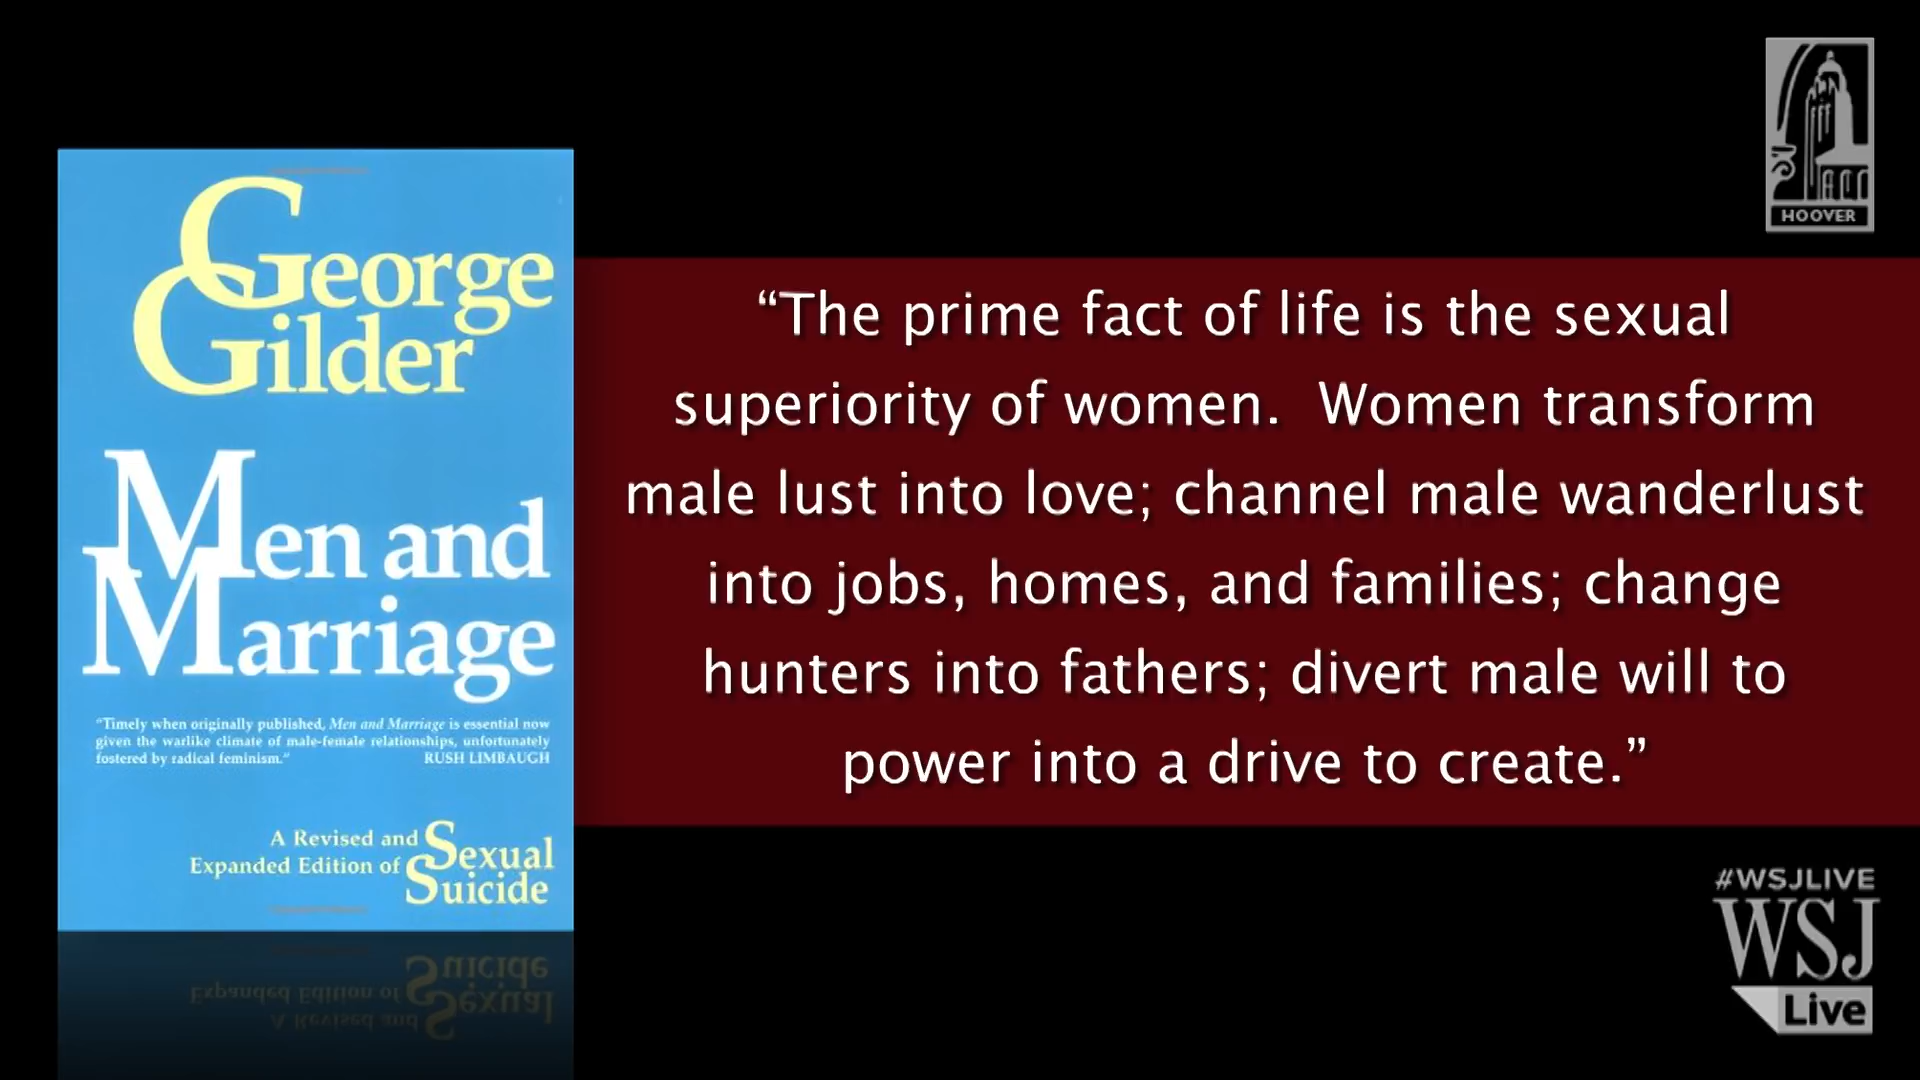 George
Gilder
Men and
Marriage
"Timely when originally published, Men and Marriage is essential now
given the warlike climate of male-female relationships, unfortunately
fostered by radical feminism."
RUSH LIMBAUGH
A Revised and
Expanded Edition of
Sexual
Suicide
“The prime fact of life is the sexual
superiority of women.  Women transform
male lust into love; channel male wanderlust
into jobs, homes, and families; change
hunters into fathers; divert male will to
power into a drive to create.”
HOOVER
#WSJLIVE
WSJ
Live